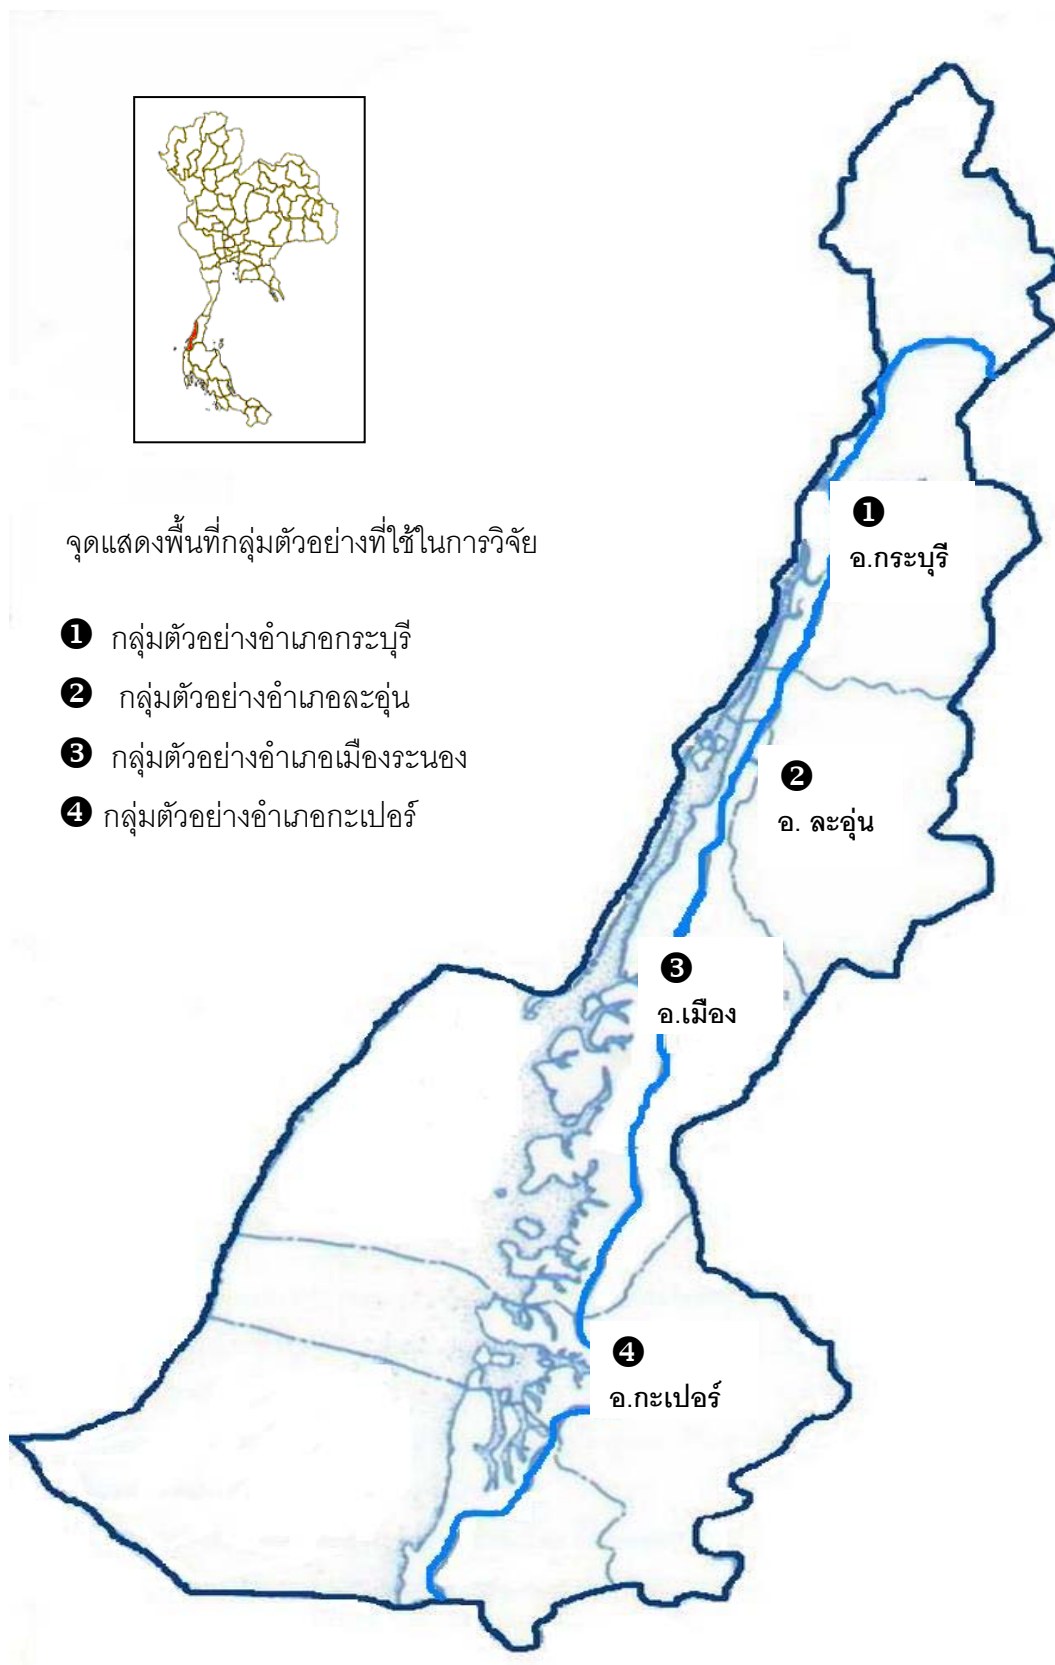 จุดแสดงพื้นที่กลุ่มตัวอย่างที่ใช้ในการวิจัย
❶ กลุ่มตัวอย่างอำเภอกระบุรี
❷ กลุ่มตัวอย่างอำเภอละอุ่น
❸ กลุ่มตัวอย่างอำเภอเมืองระนอง
❹ กลุ่มตัวอย่างอำเภอกะเปอร์
❶
อ.กระบุรี
❷
อ. ละอุ่น
❸
อ.เมือง
❹
อ.กะเปอร์